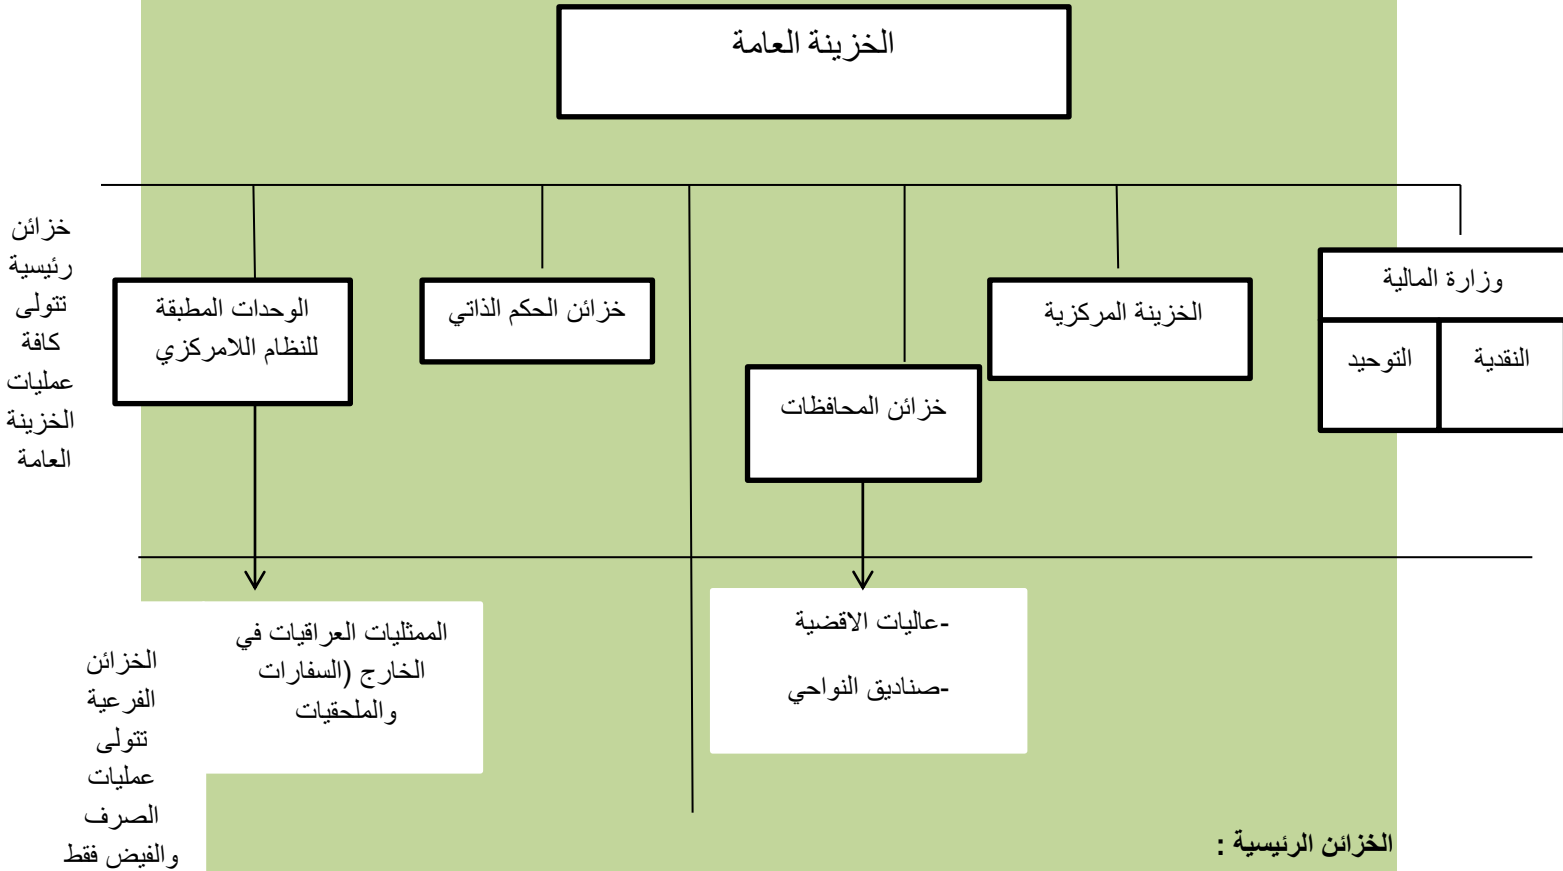 الخزينة العامة
خزائن
رئيسية
تتولى
كافة
عمليات
الخزينة
العامة
وزارة المالية
النقدية
التوحيد
الخزينة المركزية
خزائن المحافظات
خزائن الحكم الذاتي
الوحدات المطبقة
للنظام اللامركزي
-عاليات الاقضية
-صناديق النواحي
الممثليات العراقيات في
الخارج (السفارات
والملحقيات
الخزائن
الفرعية
تتولى
عمليات
الصرف
والفيض فقط
الخزائن الرئيسية :